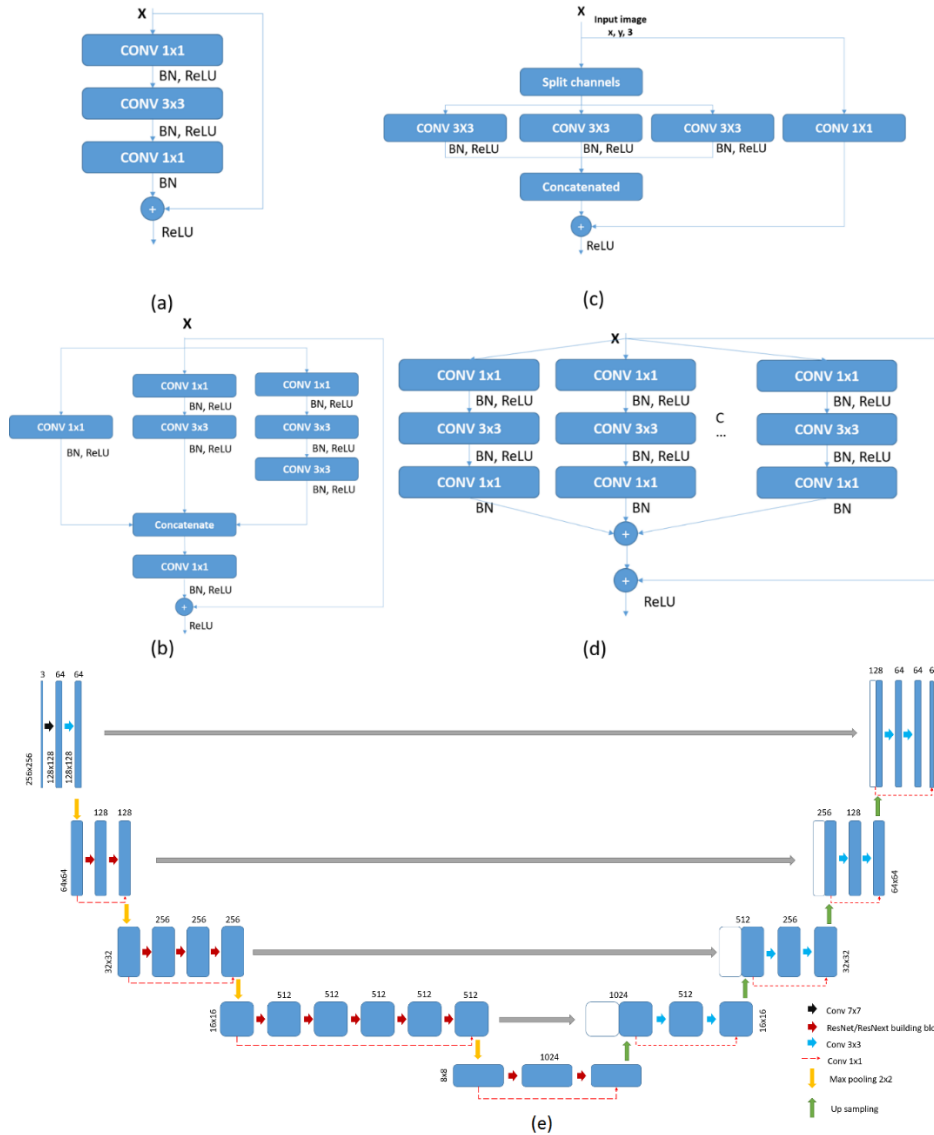 X
CONV 1x1
BN, ReLU
CONV 3x3
BN, ReLU
CONV 1x1
BN
+
ReLU
(a)
X
Input image
x, y, 3
Split channels
CONV 3X3 CONV 3X3 CONV 3X3 CONV 1X1
BN, ReLU BN, ReLU BN, ReLU
Concatenated
+
ReLU
(c)
X
CONV 1x1 CONV 1x1
BN, ReLU BN, ReLU
CONV 1x1 CONV 3x3 CONV 3x3
BN, ReLU BN, ReLU BN, ReLU
CONV 3x3
BN, ReLU
Concatenate
CONV 1x1
BN, ReLU
+
ReLU
(b)
X
CONV 1x1 CONV 1x1 CONV 1x1
BN, ReLU BN, ReLU BN, ReLU
CONV 3x3 CONV 3x3 C ... CONV 3x3
BN, ReLU BN, ReLU BN, ReLU
CONV 1x1 CONV 1x1 CONV 1x1
BN BN BN
+
+
ReLU
(d)
3 64 64
256x256 128x128 128x128
128 64 64
128 128
64x64
256 128
64x64
256 256 256
32x32
512 256
32x32
512 512 512 512 512
16x16
1024 512
16x16
1024
8x8
(e)
Conv 7x7
ResNet/ResNext building blo
Conv 3x3
Conv 1x1
Max pooling 2x2
Up sampling